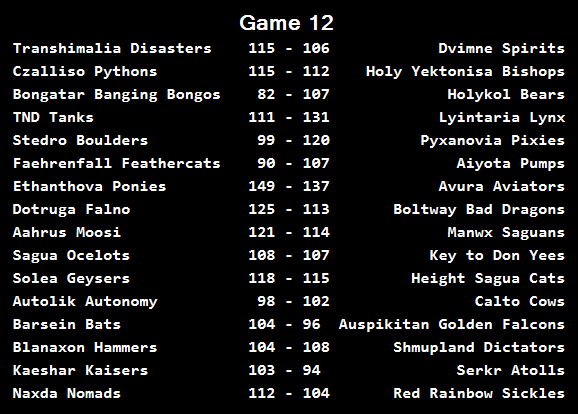 Game 12
Transhimalia Disasters 115 - 106 Dvimne Spirits
Czalliso Pythons 115 - 112 Holy Yektonisa Bishops
Bongatar Banging Bongos 82 - 107 Holykol Bears
TND Tanks 111 - 131 Lyintaria Lynx
Stedro Boulders 99 - 120 Pyxanovia Pixies
Faehrenfall Feathercats 90 - 107 Aiyota Pumps
Ethanthova Ponies 149 - 137 Avura Aviators
Dotruga Falno 125 - 113 Boltway Bad Dragons
Aahrus Moosi 121 - 114 Manwx Saguans
Sagua Ocelots 108 - 107 Key to Don Yees
Solea Geysers 118 - 115 Height Sagua Cats
Autolik Autonomy 98 - 102 Calto Cows
Barsein Bats 104 - 96 Auspikitan Golden Falcons
Blanaxon Hammers 104 - 108 Shmupland Dictators
Kaeshar Kaisers 103 - 94 Serkr Atolls
Naxda Nomads 112 - 104 Red Rainbow Sickles